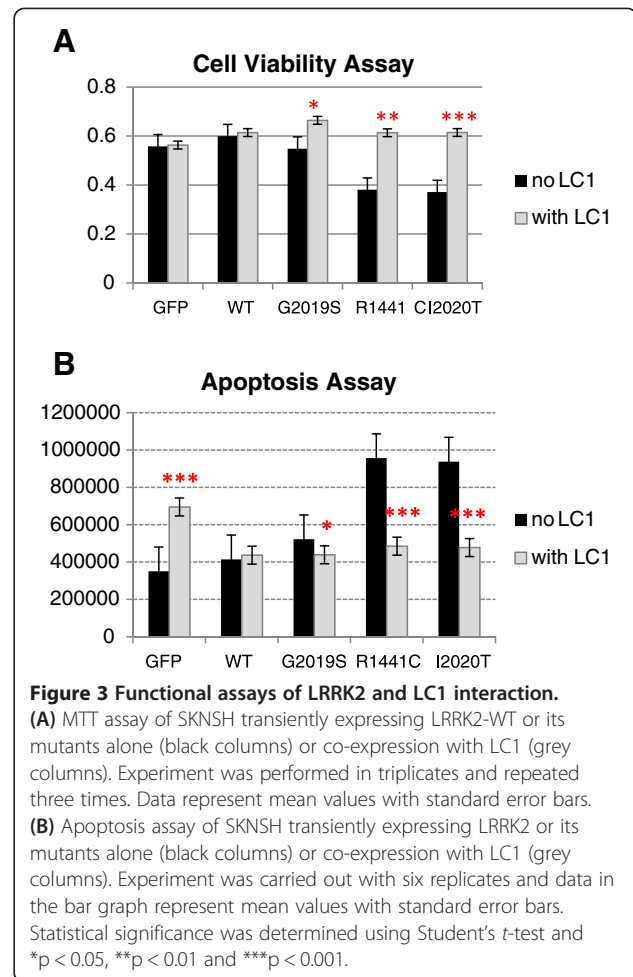 A
Cell Viability Assay
0.8
0.6
0.4
0.2
0
*
**
***
no LC1
with LC1
GFP WT G2019S R1441 CI2020T
B
Apoptosis Assay
1200000
1000000
800000
600000
400000
200000
0
***
*
***
***
no LC1
with LC1
GFP WT G2019S R1441C I2020T
Figure 3 Functional assays of LRRK2 and LC1 interaction.
(A) MTT assay of SKNSH transiently expressing LRRK2-WT or its
mutants alone (black columns) or co-expression with LC1 (grey
columns). Experiment was performed in triplicates and repeated
three times. Data represent mean values with standard error bars.
(B) Apoptosis assay of SKNSH transiently expressing LRRK2 or its
mutants alone (black columns) or co-expression with LC1 (grey
columns). Experiment was carried out with six replicates and data in
the bar graph represent mean values with standard error bars.
Statistical significance was determined using Student's t-test and
*p < 0.05, **p < 0.01 and ***p < 0.001.